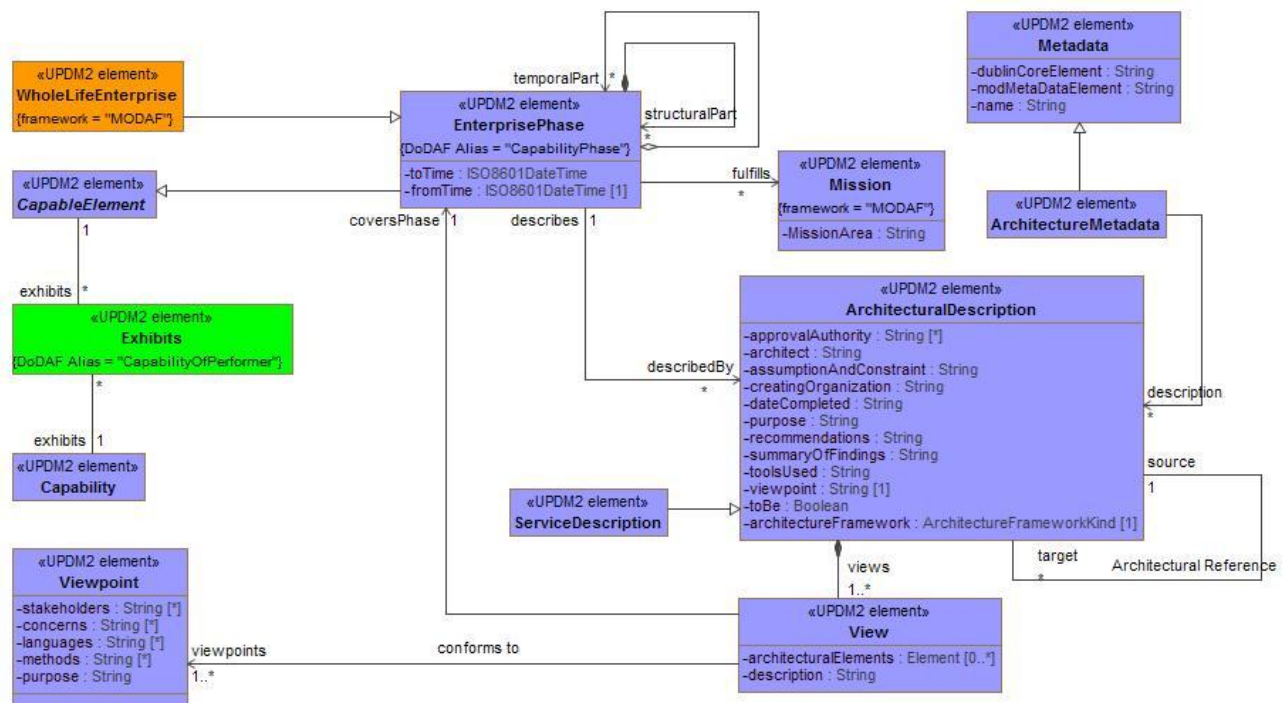 «UPDM2 element»
WholeLifeEnterprise
{framework = "MODAF"}
temporalPart
*
structuralPart
*
«UPDM2 element»
EnterprisePhase
{DoDAF Alias = "CapabilityPhase"}
-toTime : ISO8601DateTime
-fromTime : ISO8601DateTime [1]
«UPDM2 element»
Metadata
-dublinCoreElement : String
-modMetaDataElement : String
-name : String
«UPDM2 element»
CapableElement
1
fulfills
*
«UPDM2 element»
Mission
{framework = "MODAF"}
-MissionArea : String
«UPDM2 element»
ArchitectureMetadata
coversPhase
1
describes
1
exhibits
*
«UPDM2 element»
Exhibits
{DoDAF Alias = "CapabilityOfPerformer"}
*
exhibits
1
«UPDM2 element»
Capability
describedBy
*
«UPDM2 element»
ArchitecturalDescription
-approvalAuthority : String [*]
-architect : String
-assumptionAndConstraint : String
-creatingOrganization : String
-dateCompleted : String
-purpose : String
-recommendations : String
-summaryOfFindings : String
-toolsUsed : String
-viewpoint : String [1]
-toBe : Boolean
-architectureFramework : ArchitectureFrameworkKind [1]
description
*
source
1
target
*
Architectural Reference
«UPDM2 element»
ServiceDescription
views
1..*
«UPDM2 element»
Viewpoint
-stakeholders : String [*]
-concerns : String [*]
-languages : String [*]
-methods : String [*]
-purpose : String
viewpoints
1..*
conforms to
«UPDM2 element»
View
-architecturalElements : Element [0..*]
-description : String